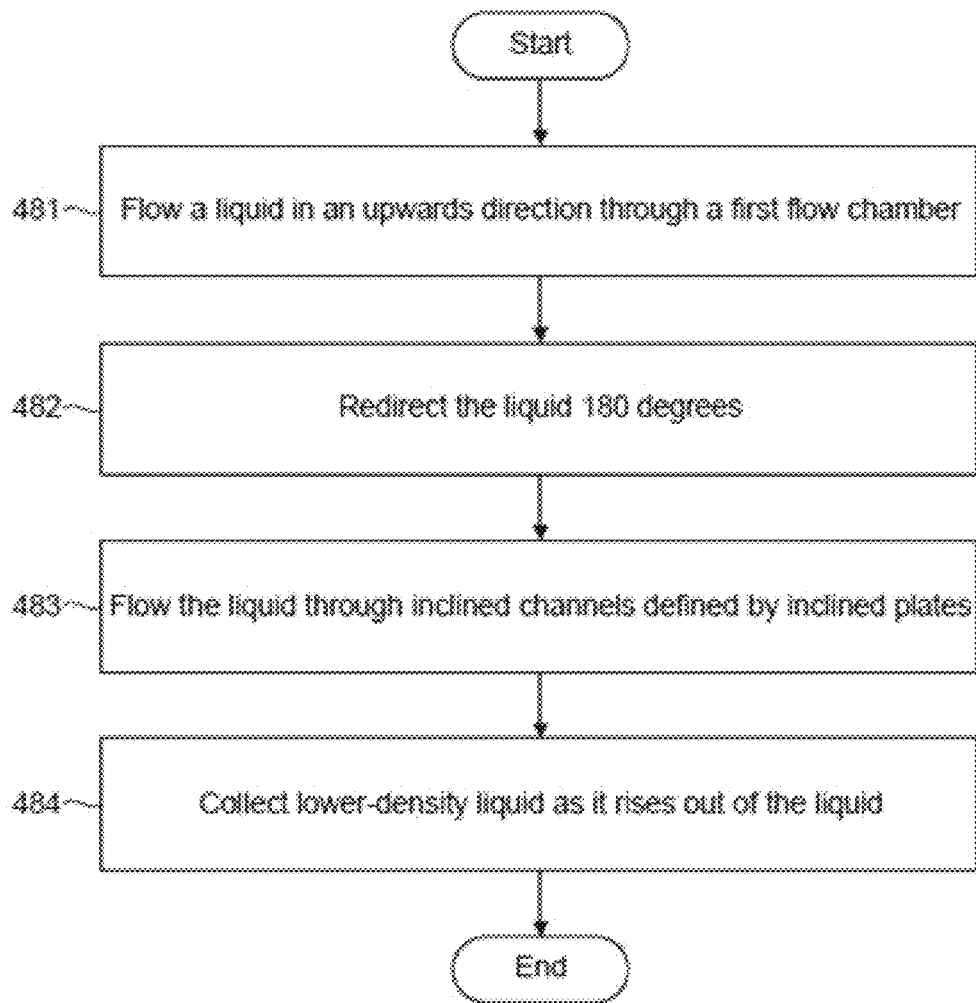 Start
481 Flow a liquid in an upwards direction through a first flow chamber
482 Redirect the liquid 180 degrees
483 Flow the liquid through inclined channels defined by inclined plates
484 Collect lower-density liquid as it rises out of the liquid
End